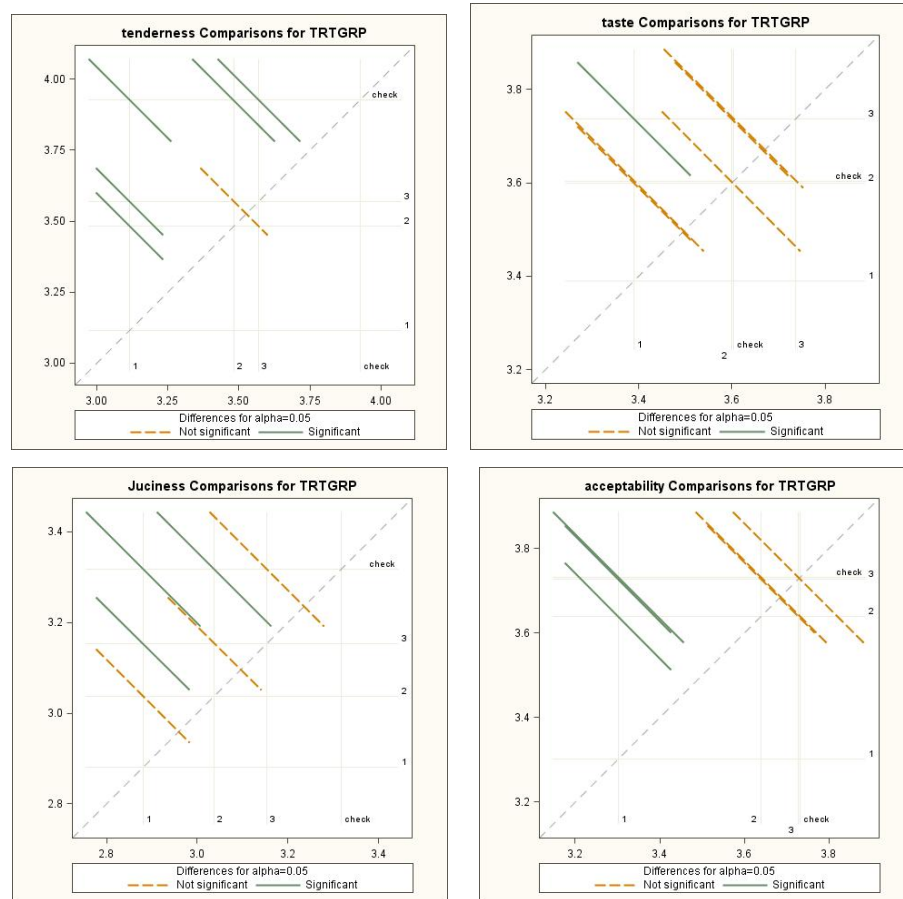 tenderness Comparisons for TRTGRP
4.00
check
3.75
3
3.50
2
3.25
1
3.00
1 2 3 check
3.00 3.25 3.50 3.75 4.00
Differences for alpha=0.05
Not significant Significant
taste Comparisons for TRTGRP
3.8
3
3.6
check 2
3.4
1
1 2 check 3
3.2
3.2 3.4 3.6 3.8
Differences for alpha=0.05
Not significant Significant
Juciness Comparisons for TRTGRP
3.4
check
3.2
3
2
3.0
1
2.8
1 2 3 check
2.8 3.0 3.2 3.4
Differences for alpha=0.05
Not significant Significant
acceptability Comparisons for TRTGRP
3.8
check 3
2
3.6
3.4
1
3.2
1 2 3
3.2 3.4 3.6 3.8
Differences for alpha=0.05
Not significant Significant